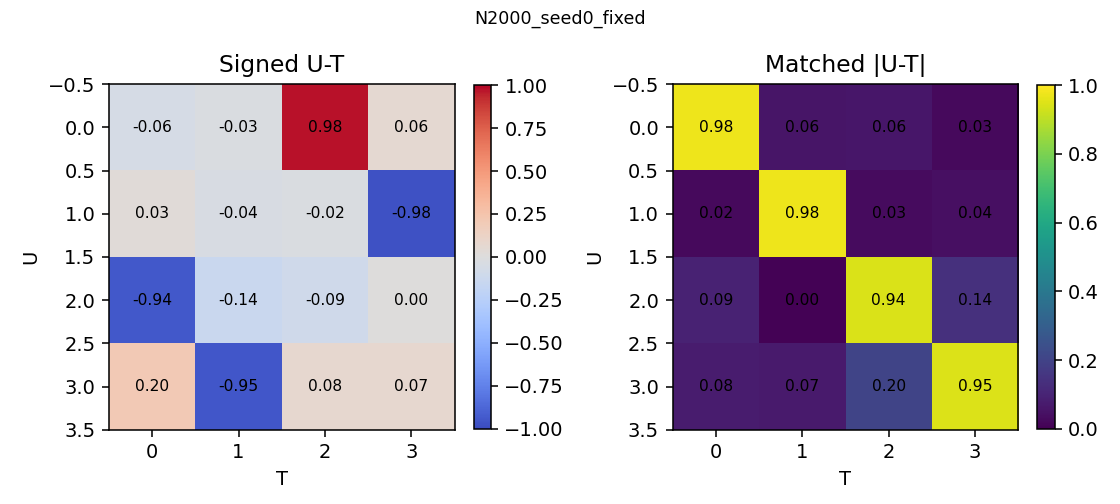 N2000_seed0_fixed
Signed U-T
−0.5
0.0
0.5
1.0
1.5
2.0
2.5
3.0
3.5
U
-0.06 -0.03 0.98 0.06
0.03 -0.04 -0.02 -0.98
-0.94 -0.14 -0.09 0.00
0.20 -0.95 0.08 0.07
0 1 2 3
T
1.00
0.75
0.50
0.25
0.00
−0.25
−0.50
−0.75
−1.00
Matched |U-T|
−0.5
0.0
0.5
1.0
1.5
2.0
2.5
3.0
3.5
U
0.98 0.06 0.06 0.03
0.02 0.98 0.03 0.04
0.09 0.00 0.94 0.14
0.08 0.07 0.20 0.95
0 1 2 3
T
1.0
0.8
0.6
0.4
0.2
0.0